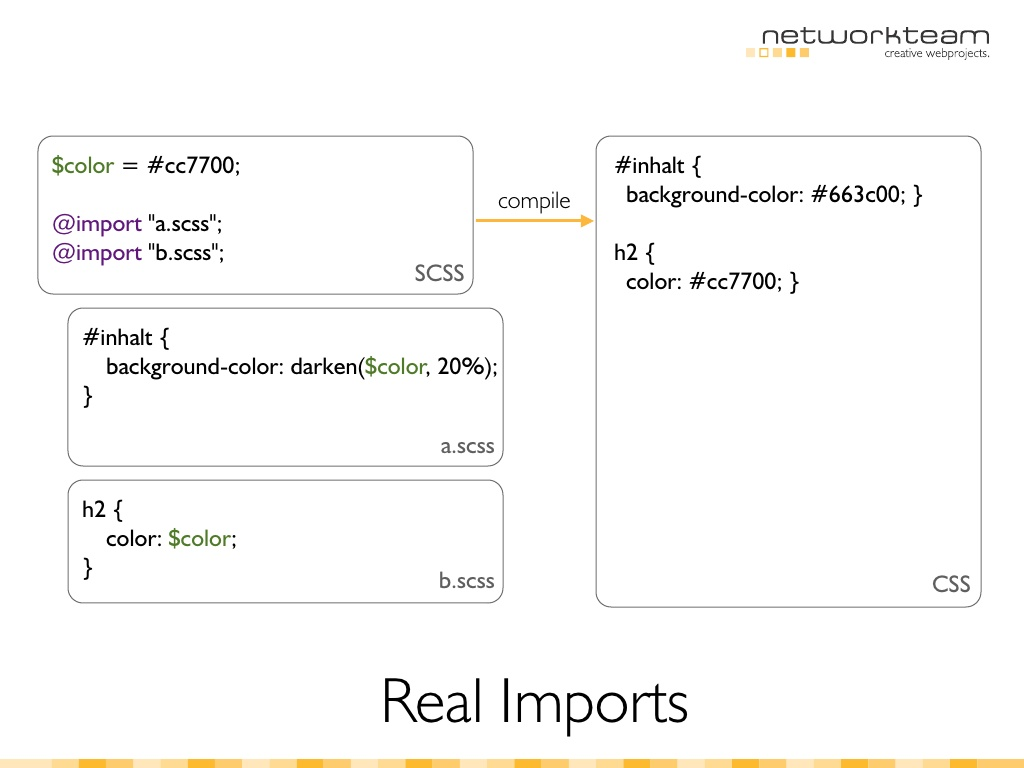 networkteam
creative webprojects.
$color = #cc7700;
@import "a.scss";
@import "b.scss";
SCSS
compile
#inhalt {
background-color: darken($color, 20%);
}
a.scss
h2 {
color: $color;
}
b.scss
#inhalt {
background-color: #663c00; }
h2 {
color: #cc7700; }
CSS
Real Imports